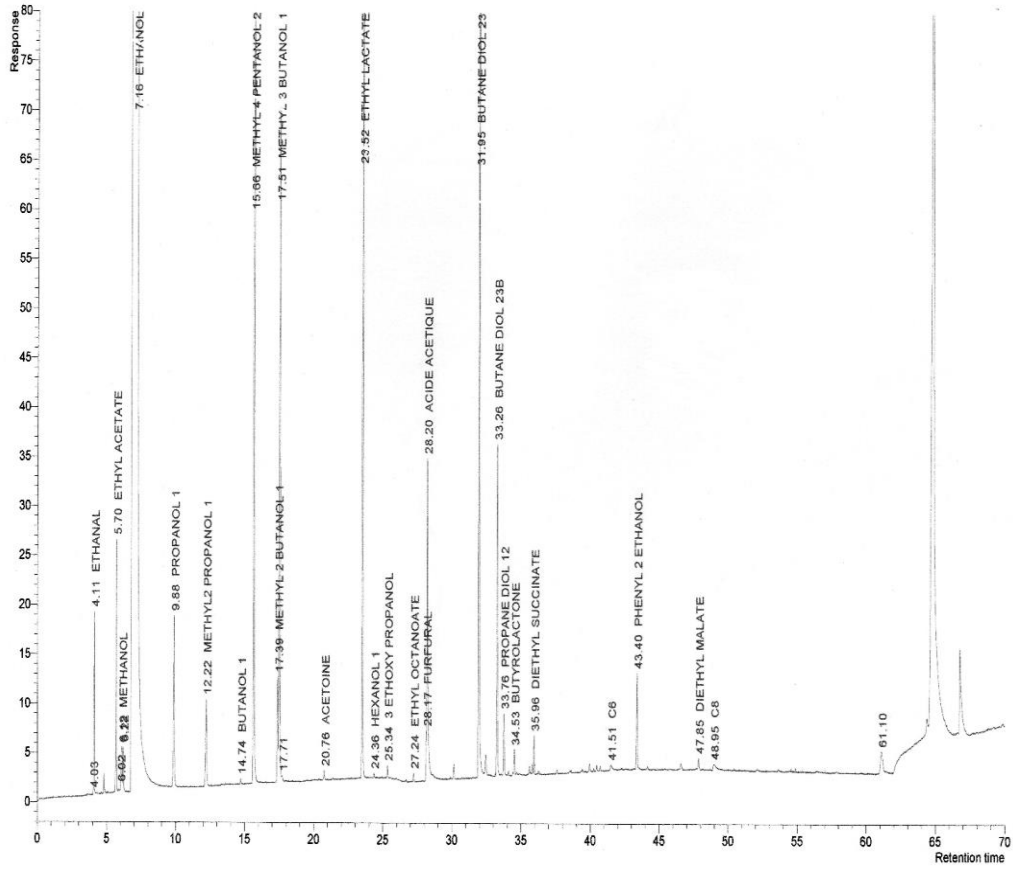 Response
80
75
70
65
60
55
50
45
40
35
30
25
20
15
10
5
0
4.03
4.11 ETHANAL
5.70 ETHYL ACETATE
6.02
6.22 METHANOL
7.16 ETHANOL
9.88 PROPANOL 1
12.22 METHYL2 PROPANOL 1
14.74 BUTANOL 1
15.66 METHYL 4 PENTANOL 2
17.39 METHYL 2 BUTANOL 1
17.51 METHYL 3 BUTANOL 1
17.71
20.76 ACETOINE
23.52 ETHYL LACTATE
24.36 HEXANOL 1
25.34 3 ETHOXY PROPANOL
27.24 ETHYL OCTANOATE
28.17 FURFURAL
28.20 ACIDE ACETIQUE
31.95 BUTANE DIOL 23
33.26 BUTANE DIOL 23B
33.76 PROPANE DIOL 12
34.53 BUTYROLACTONE
35.96 DIETHYL SUCCINATE
41.51 C6
43.40 PHENYL 2 ETHANOL
47.85 DIETHYL MALATE
48.95 C8
61.10
0 5 10 15 20 25 30 35 40 45 50 55 60 65 70
Retention time